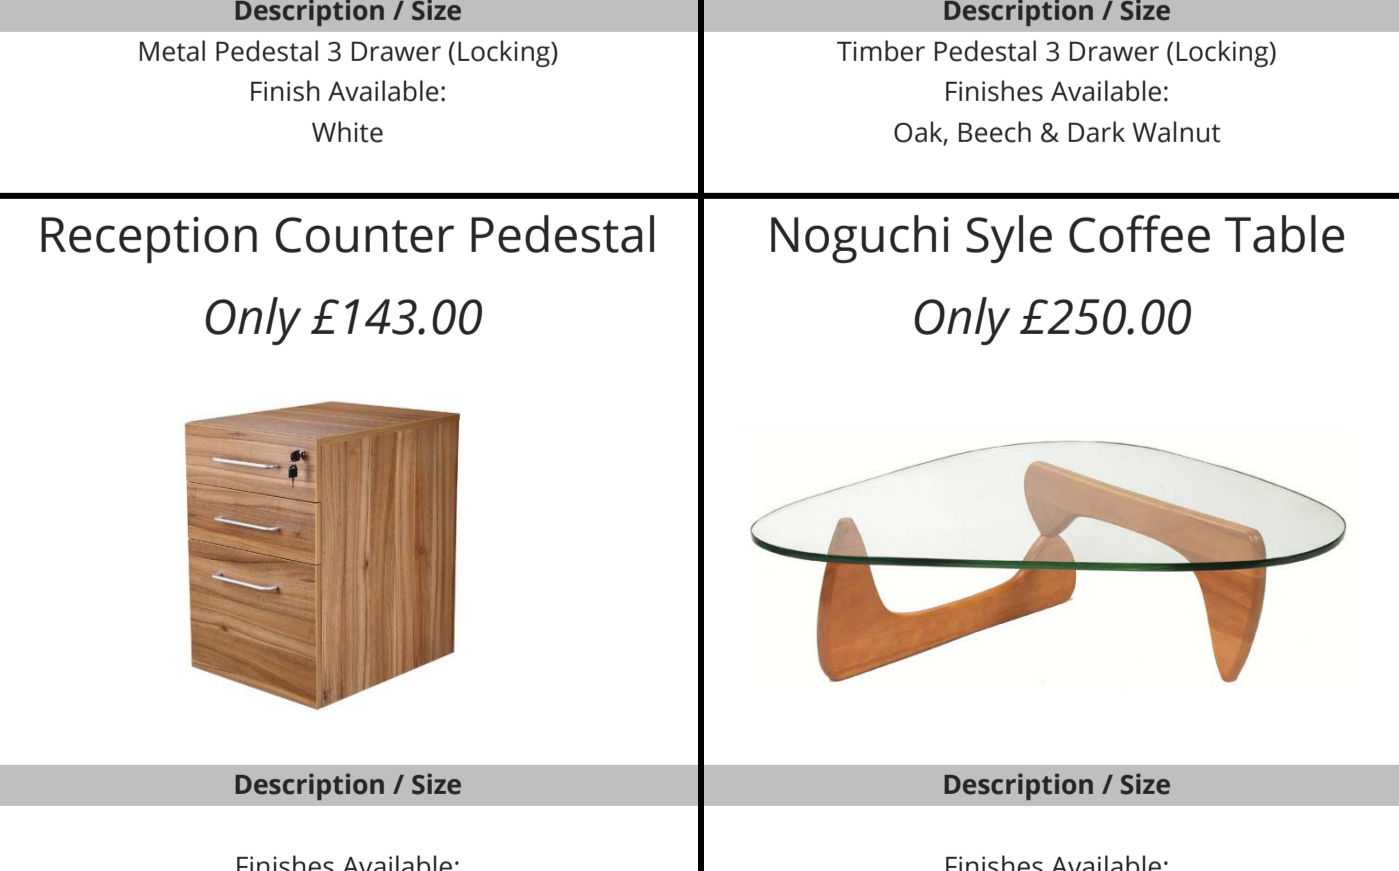 Description / Size
Metal Pedestal 3 Drawer (Locking)
Finish Available:
White
Description / Size
Timber Pedestal 3 Drawer (Locking)
Finishes Available:
Oak, Beech & Dark Walnut
Reception Counter Pedestal
Only £143.00
Description / Size
Finishes Available:
Noguchi Syle Coffee Table
Only £250.00
Description / Size
Finishes Available: